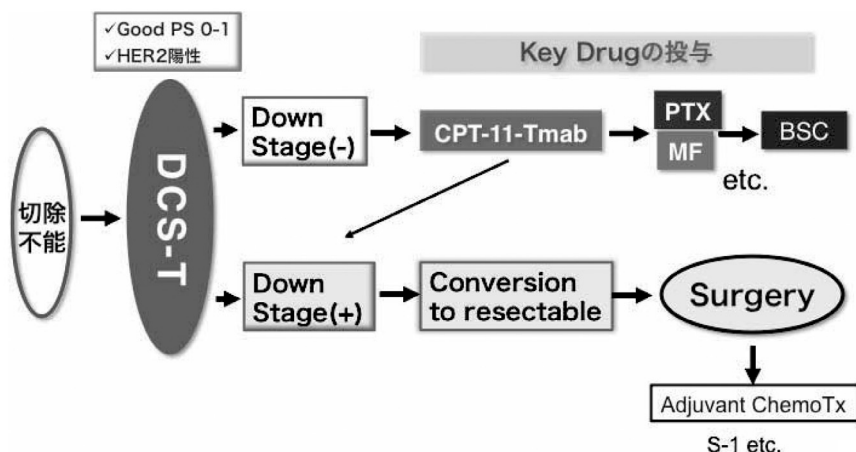 ✓Good PS 0-1
✓HER2陽性
Key Drugの投与
切除
不能
DCS-T
Down
Stage(-)
CPT-11-Tmab
PTX
MF
etc.
BSC
Down
Stage(+)
Conversion
to resectable
Surgery
Adjuvant ChemoTx
S-1 etc.